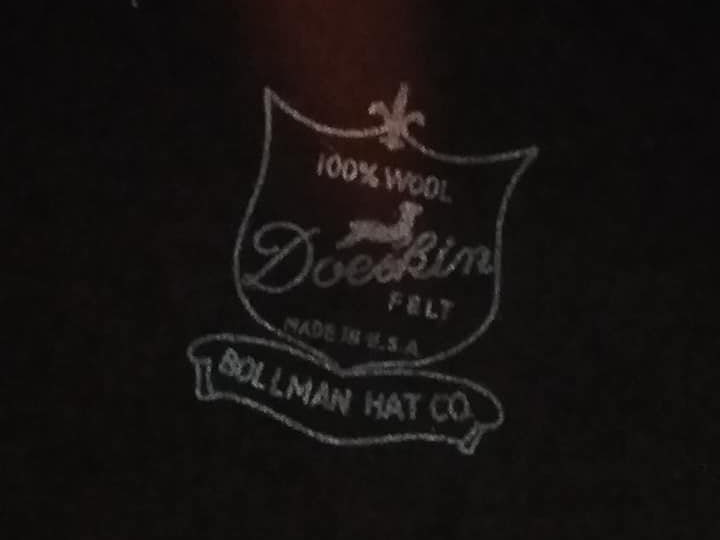 100% WOOL
Doeskin
FELT
MADE IN U.S.A
BOLLMAN HAT CO.